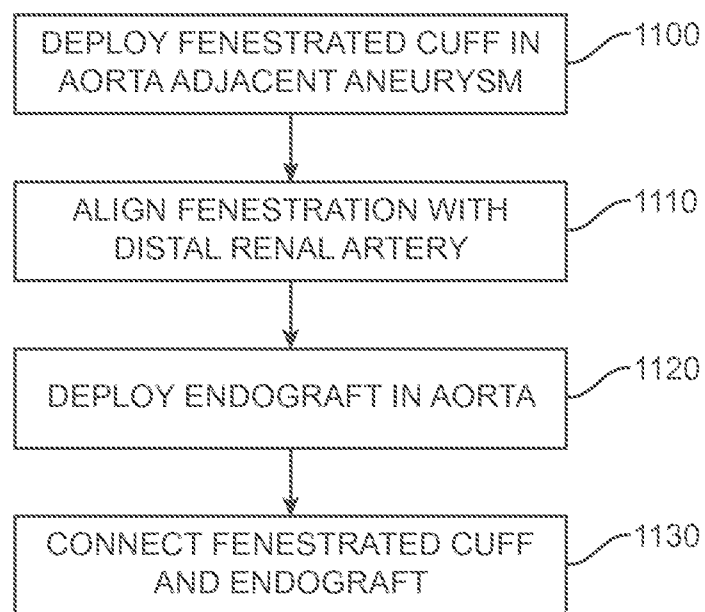 DEPLOY FENESTRATED CUFF IN
AORTA ADJACENT ANEURYSM
1100
ALIGN FENESTRATION WITH
DISTAL RENAL ARTERY
1110
DEPLOY ENDOGRAFT IN AORTA
1120
CONNECT FENESTRATED CUFF
AND ENDOGRAFT
1130